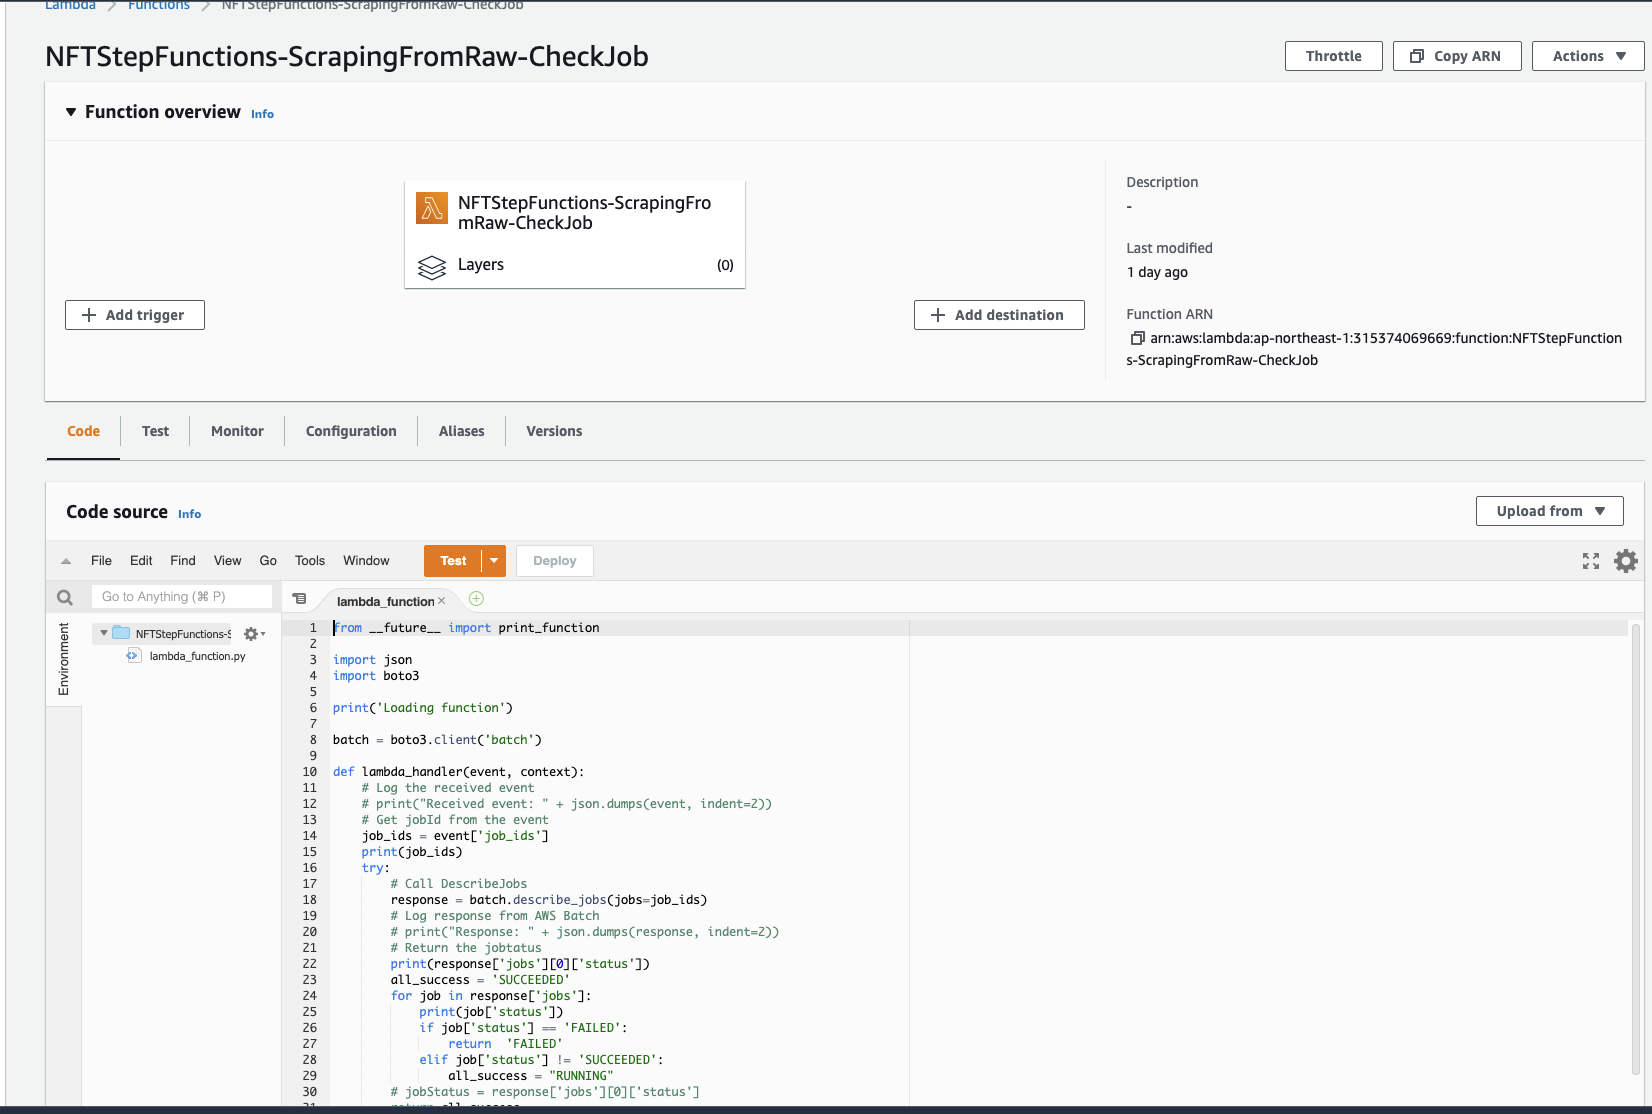 Lambda > Functions > NFTStepFunctions-ScrapingFromRaw-CheckJob
NFTStepFunctions-ScrapingFromRaw-CheckJob
Throttle
Copy ARN
Actions
Function overview Info
NFTStepFunctions-ScrapingFro
mRaw-CheckJob
Layers (0)
Add trigger
Add destination
Description
-
Last modified
1 day ago
Function ARN
arn:aws:lambda:ap-northeast-1:315374069669:function:NFTStepFunction
s-ScrapingFromRaw-CheckJob
Code
Test
Monitor
Configuration
Aliases
Versions
Code source Info
Upload from
File Edit Find View Go Tools Window
Test
Deploy
Go to Anything (⌘ P)
Environment
NFTStepFunctions-S
lambda_function.py
lambda_function ×
1 from __future__ import print_function
2
3 import json
4 import boto3
5
6 print('Loading function')
7
8 batch = boto3.client('batch')
9
10 def lambda_handler(event, context):
11     # Log the received event
12     # print("Received event: " + json.dumps(event, indent=2))
13     # Get jobId from the event
14     job_ids = event['job_ids']
15     print(job_ids)
16     try:
17         # Call DescribeJobs
18         response = batch.describe_jobs(jobs=job_ids)
19         # Log response from AWS Batch
20         # print("Response: " + json.dumps(response, indent=2))
21         # Return the jobtatus
22         print(response['jobs'][0]['status'])
23         all_success = 'SUCCEEDED'
24         for job in response['jobs']:
25             print(job['status'])
26             if job['status'] == 'FAILED':
27                 return  'FAILED'
28             elif job['status'] != 'SUCCEEDED':
29                 all_success = "RUNNING"
30         # jobStatus = response['jobs'][0]['status']
31         return all_success